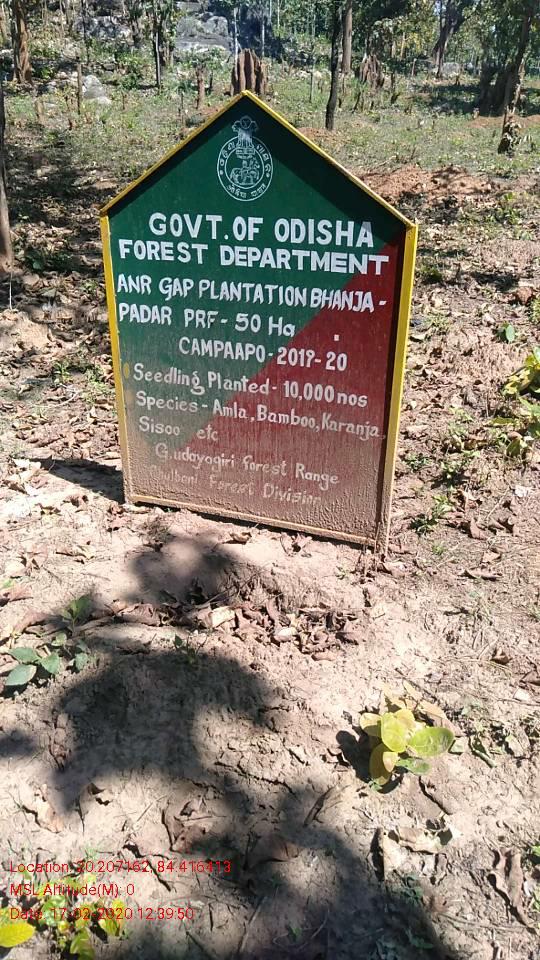 GOVT. OF ODISHA
FOREST DEPARTMENT
ANR GAP PLANTATION BHANJA-
PADAR PRF - 50 Ha
CAMPAAPO - 2019-20
Seedling Planted - 10,000 nos
Species - Amla, Bamboo, Karanja,
Sisoo etc
G.udayagiri forest Range
Phulbani Forest Division
Location: 20.207162, 84.416413
MSL Altitude(M): 0
Date: 17-02-2020 12:39:50